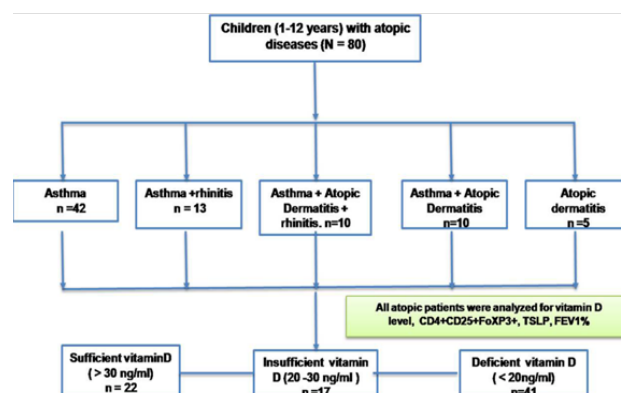 Children (1-12 years) with atopic
diseases (N = 80)
Asthma
n =42
Asthma +rhinitis
n = 13
Asthma + Atopic
Dermatitis +
rhinitis. n=10
Asthma + Atopic
Dermatitis
n=10
Atopic
dermatitis
n =5
All atopic patients were analyzed for vitamin D
level, CD4+CD25+FoXP3+, TSLP, FEV1%
Sufficient vitaminD
( > 30 ng/ml)
n = 22
Insufficient vitamin
D (20 -30 ng/ml )
n =17
Deficient vitamin D
( < 20ng/ml)
n=41